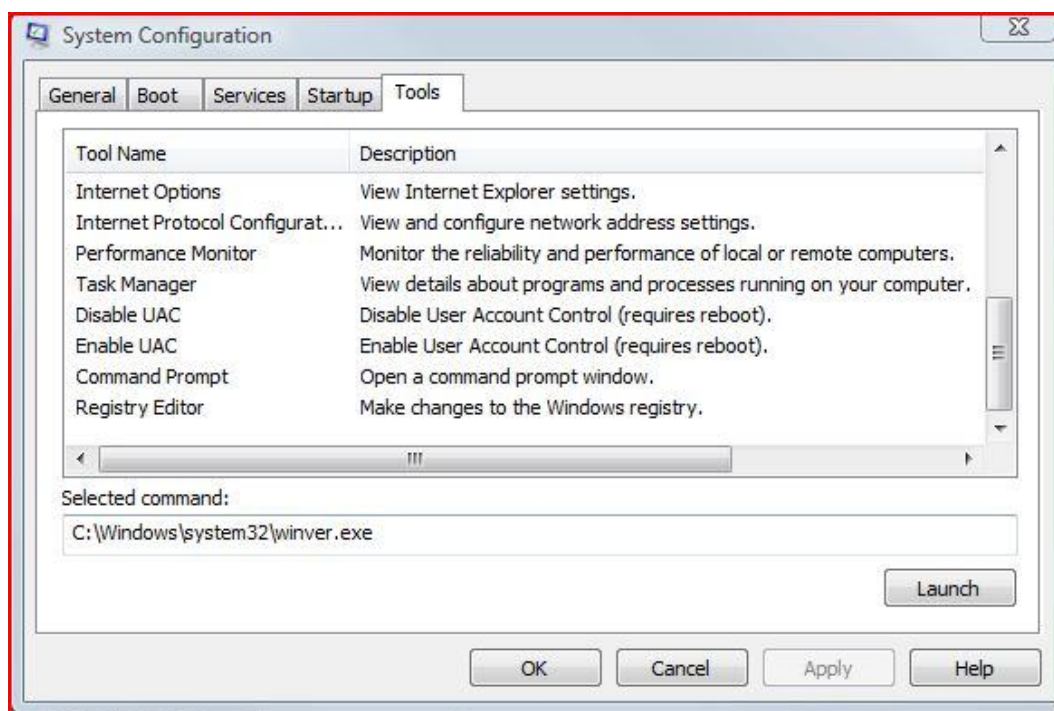 System Configuration
General Boot Services Startup Tools
Tool Name Description
Internet Options View Internet Explorer settings.
Internet Protocol Configurat... View and configure network address settings.
Performance Monitor Monitor the reliability and performance of local or remote computers.
Task Manager View details about programs and processes running on your computer.
Disable UAC Disable User Account Control (requires reboot).
Enable UAC Enable User Account Control (requires reboot).
Command Prompt Open a command prompt window.
Registry Editor Make changes to the Windows registry.
Selected command:
C:\Windows\system32\winver.exe
Launch
OK Cancel Apply Help